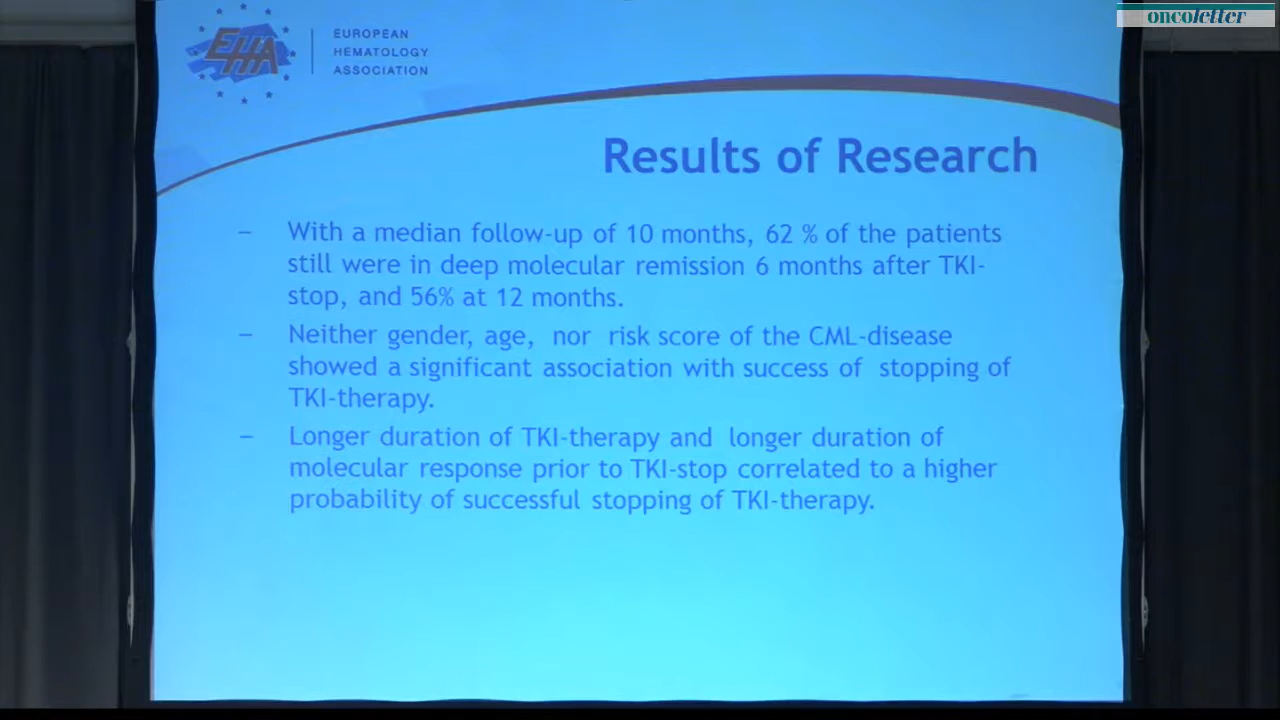 oncoletter
EHA
EUROPEAN
HEMATOLOGY
ASSOCIATION
Results of Research
– With a median follow-up of 10 months, 62 % of the patients
still were in deep molecular remission 6 months after TKI-
stop, and 56% at 12 months.
– Neither gender, age, nor risk score of the CML-disease
showed a significant association with success of stopping of
TKI-therapy.
– Longer duration of TKI-therapy and longer duration of
molecular response prior to TKI-stop correlated to a higher
probability of successful stopping of TKI-therapy.